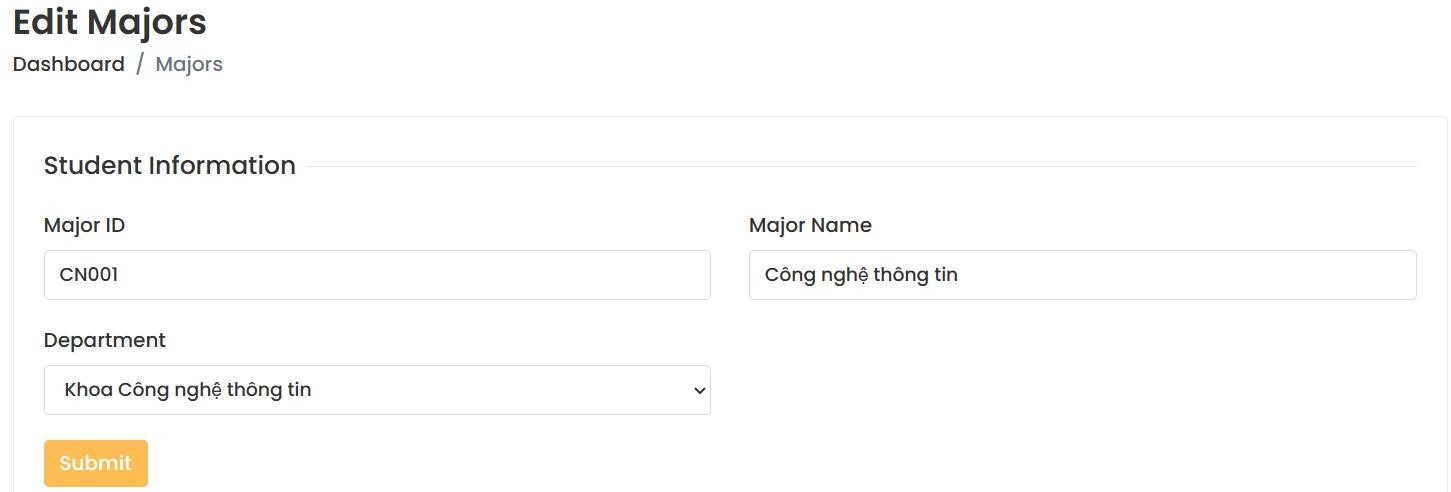 Edit Majors
Dashboard / Majors
Student Information
Major ID
Major Name
CN001
Công nghệ thông tin
Department
Khoa Công nghệ thông tin
Submit